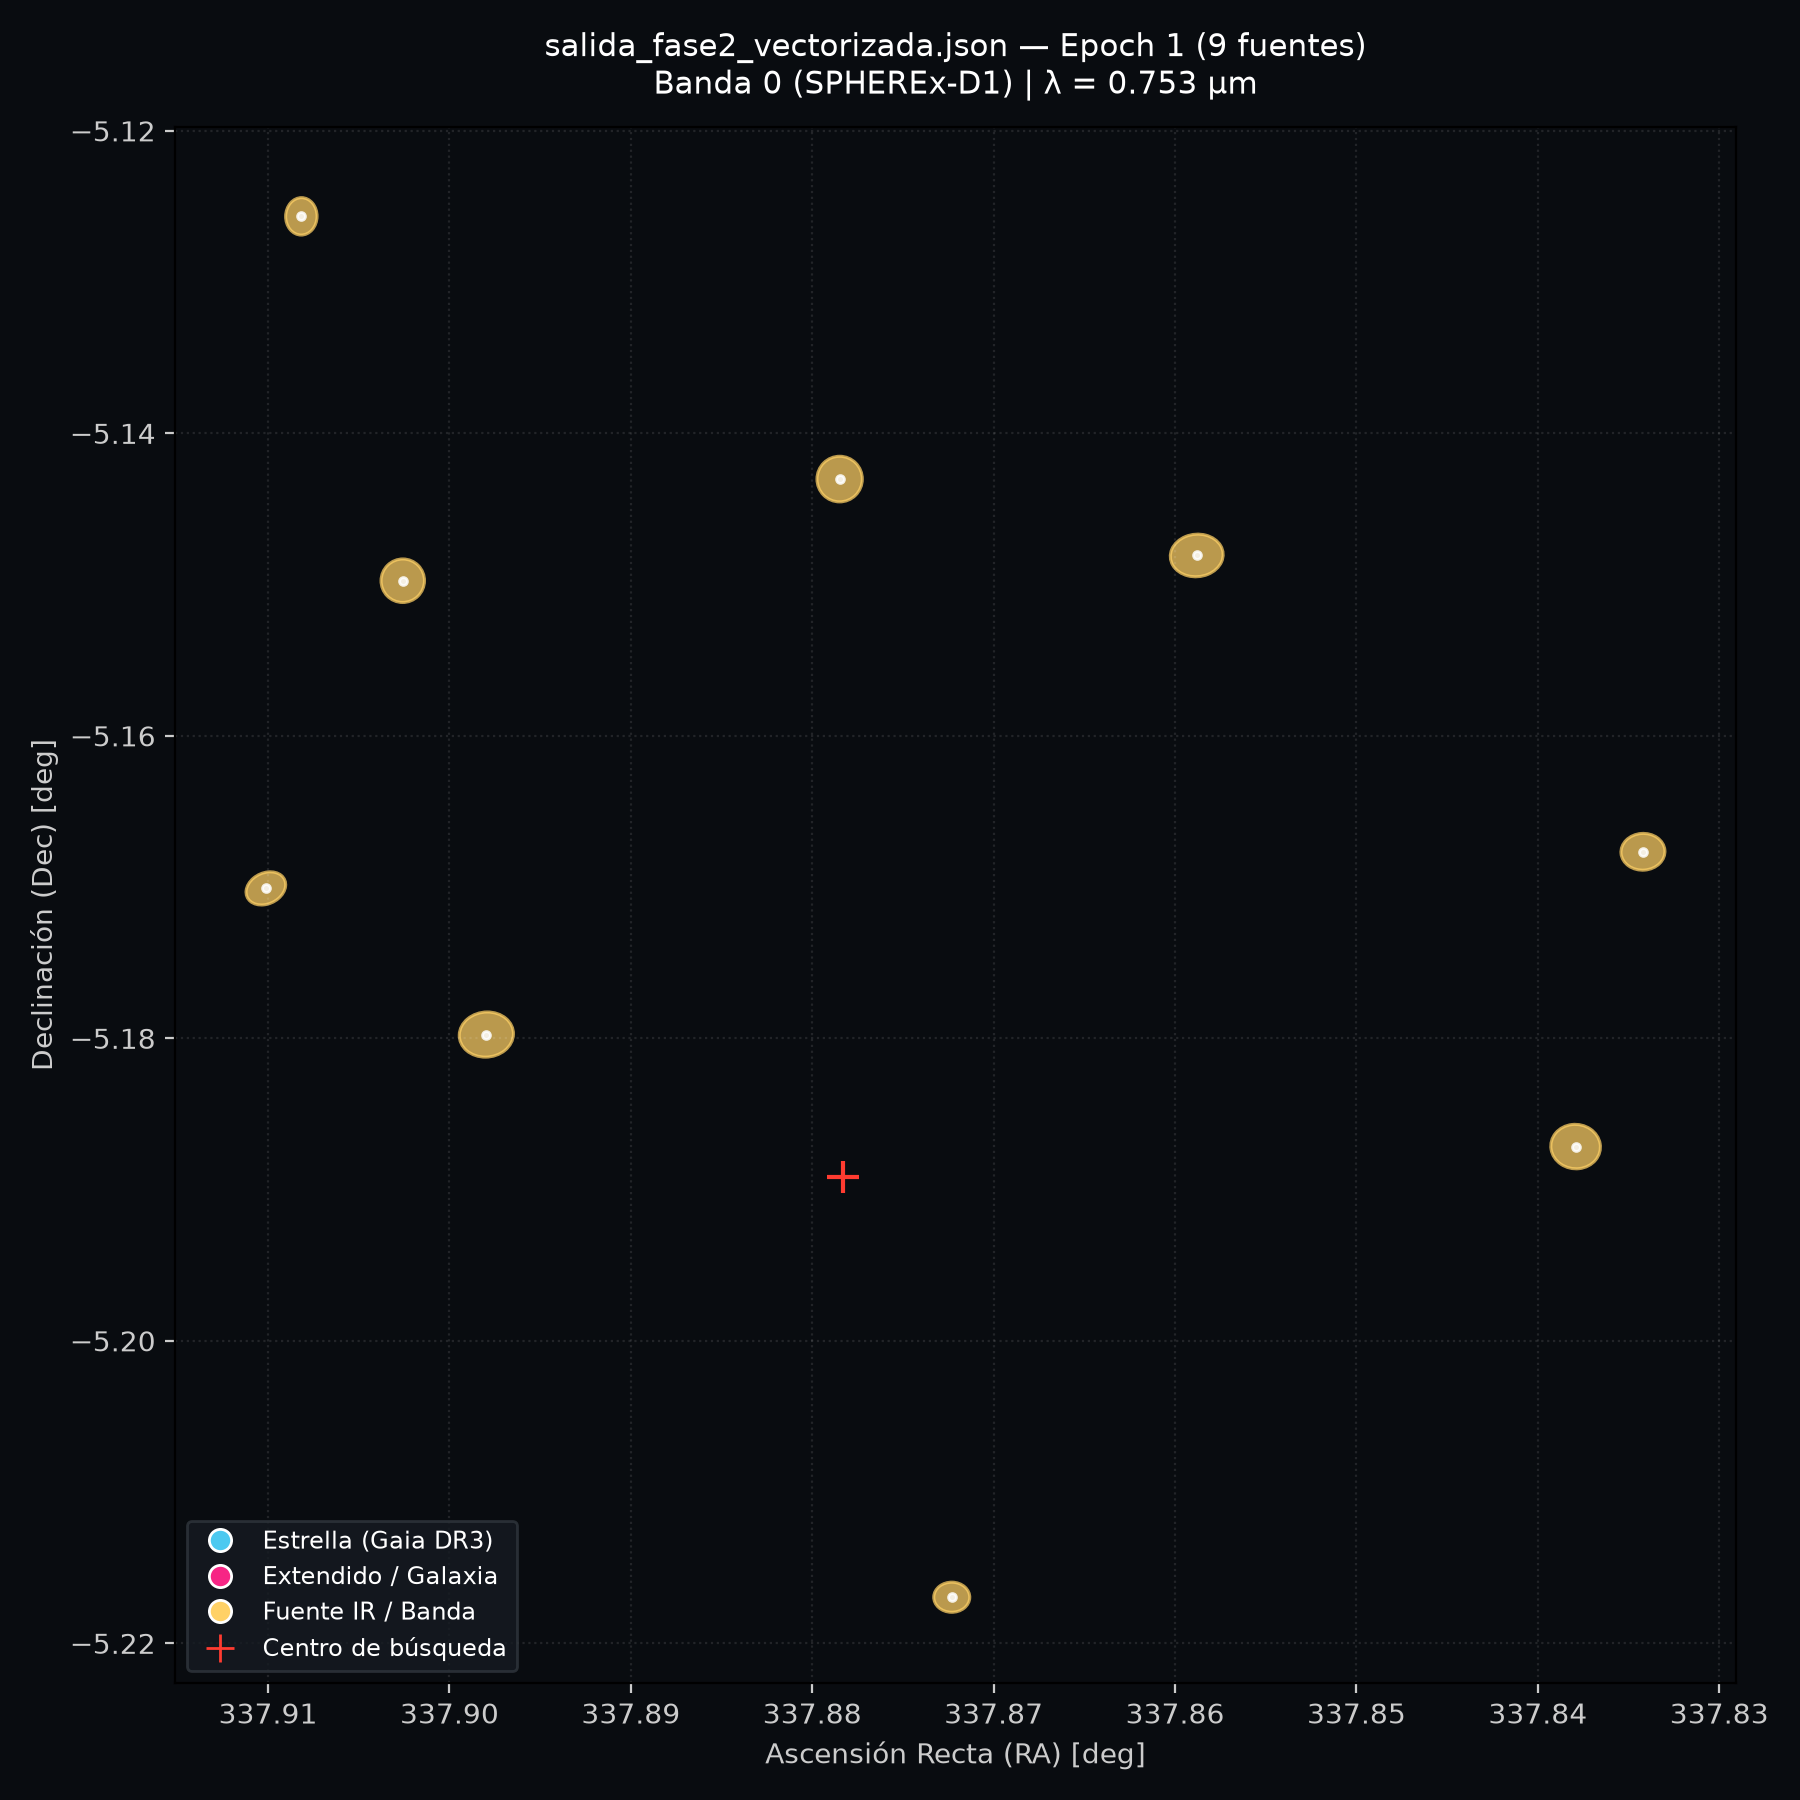 salida_fase2_vectorizada.json — Epoch 1 (9 fuentes)
Banda 0 (SPHEREx-D1) | λ = 0.753 µm
−5.12
−5.14
−5.16
−5.18
−5.20
−5.22
Declinación (Dec) [deg]
Estrella (Gaia DR3)
Extendido / Galaxia
Fuente IR / Banda
Centro de búsqueda
337.91 337.90 337.89 337.88 337.87 337.86 337.85 337.84 337.83
Ascensión Recta (RA) [deg]